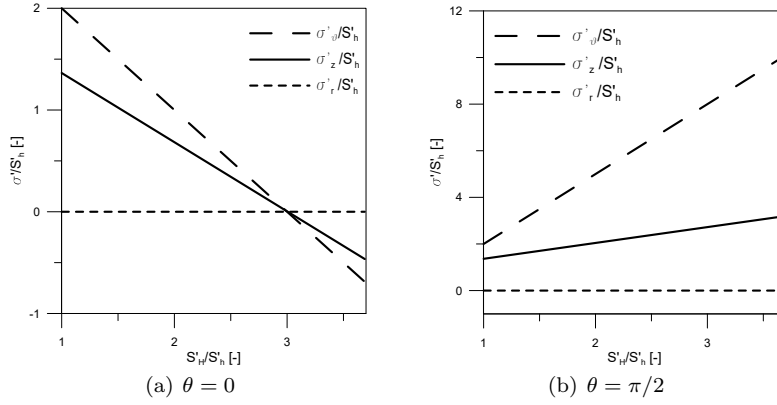 2
1
0
-1
σ'/S'h [-]
σ'ϑ/S'h
σ'z/S'h
σ'r/S'h
1
2
3
S'H/S'h [-]
(a) θ = 0
12
8
4
0
σ'/S'h [-]
σ'ϑ/S'h
σ'z/S'h
σ'r/S'h
1
2
3
S'H/S'h [-]
(b) θ = π/2